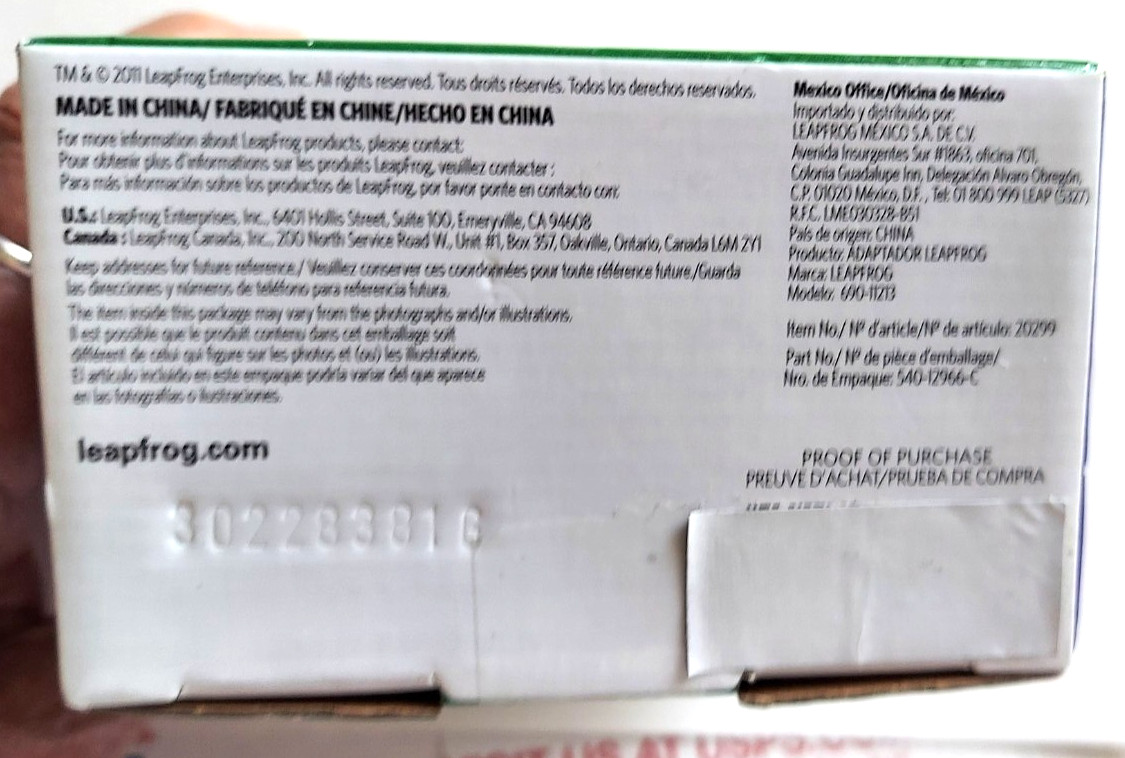 TM & © 2011 LeapFrog Enterprises, Inc. All rights reserved. Tous droits réservés. Todos los derechos reservados.
MADE IN CHINA/ FABRIQUÉ EN CHINE/HECHO EN CHINA
For more information about LeapFrog products, please contact:
Pour obtenir plus d'informations sur les produits LeapFrog, veuillez contacter :
Para más información sobre los productos de LeapFrog, por favor ponte en contacto con:
U.S.: LeapFrog Enterprises, Inc., 6401 Hollis Street, Suite 100, Emeryville, CA 94608
Canada : LeapFrog Canada, Inc., 200 North Service Road W., Unit #1, Box 357, Oakville, Ontario, Canada L6M 2Y1
Keep addresses for future reference./ Veuillez conserver ces coordonnées pour toute référence future./Guarda
las direcciones y números de teléfono para referencia futura.
The item inside this package may vary from the photographs and/or illustrations.
Il est possible que le produit contenu dans cet emballage soit
différent de celui qui figure sur les photos et (ou) les illustrations.
El artículo incluido en este empaque podría variar del que aparece
en las fotografías o ilustraciones.
leapfrog.com
Mexico Office/Oficina de México
Importado y distribuido por:
LEAPFROG MÉXICO S.A. DE C.V.
Avenida Insurgentes Sur #1863, oficina 701,
Colonia Guadalupe Inn, Delegación Alvaro Obregón,
C.P. 01020 México, D.F., Tel: 01 800 999 LEAP (5327)
R.F.C. LME030328-B51
País de origen: CHINA
Producto: ADAPTADOR LEAPFROG
Marca: LEAPFROG
Modelo: 690-11213
Item No./ Nº d'article/Nº de artículo: 20299
Part No./ Nº de pièce d'emballage/
Nro. de Empaque: 540-12966-C
PROOF OF PURCHASE
PREUVE D'ACHAT/PRUEBA DE COMPRA
302283816